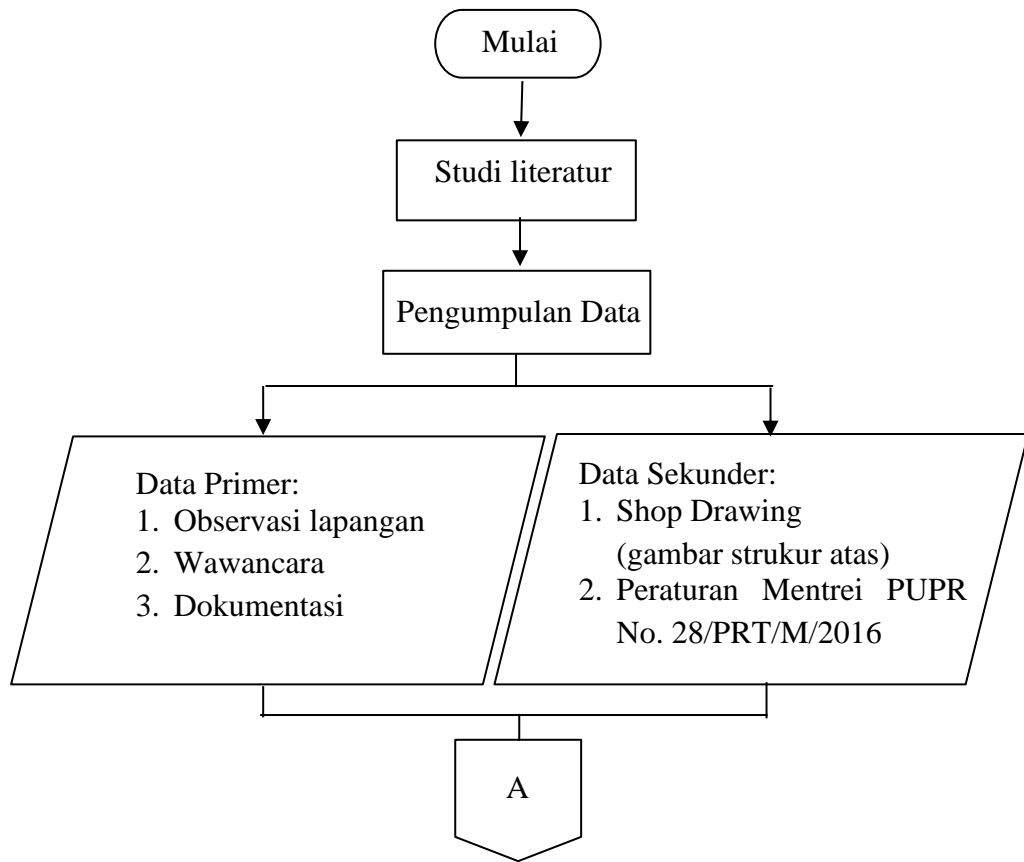 Mulai
Studi literatur
Pengumpulan Data
Data Primer:
1. Observasi lapangan
2. Wawancara
3. Dokumentasi
Data Sekunder:
1. Shop Drawing
(gambar strukur atas)
2. Peraturan Mentrei PUPR
No. 28/PRT/M/2016
A